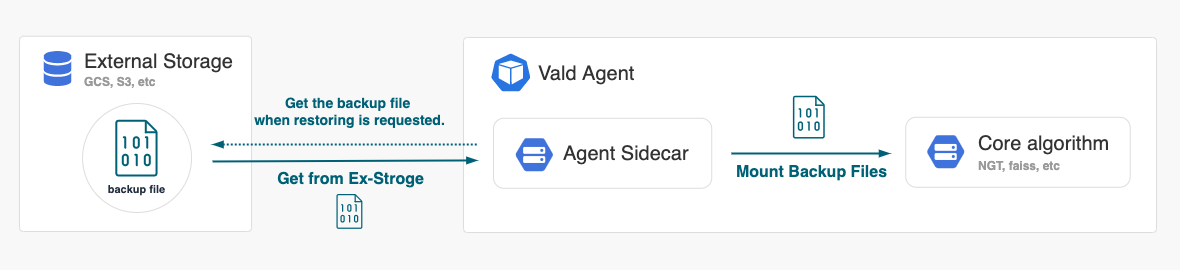 External Storage
GCS, S3, etc
101
010
backup file
Get the backup file
when restoring is requested.
Get from Ex-Stroge
101
010
Vald Agent
Agent Sidecar
101
010
Mount Backup Files
Core algorithm
NGT, faiss, etc